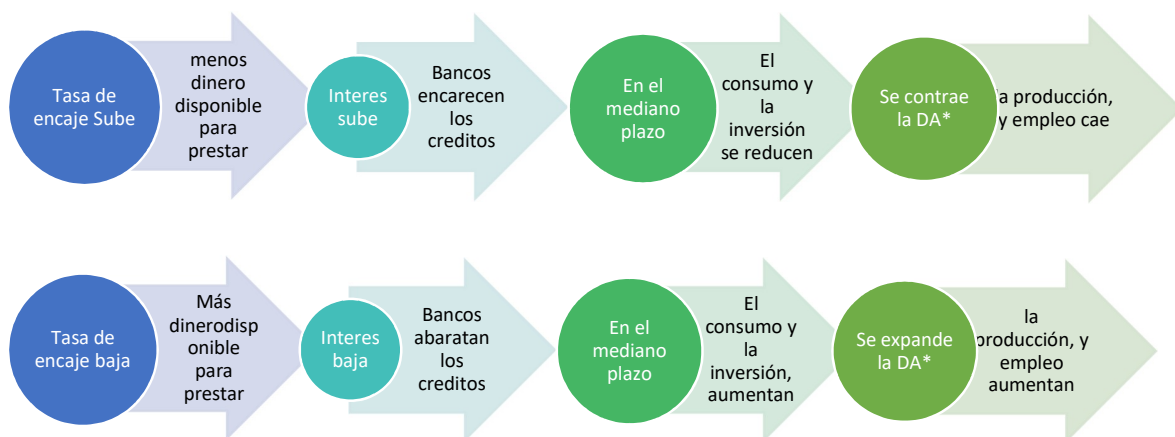 Tasa de
encaje Sube
menos
dinero
disponible
para
prestar
Interes
sube
Bancos
encarecen
los
creditos
En el
mediano
plazo
El
consumo y
la
inversión
se reducen
Se contrae
la DA*
la producción,
y empleo cae
Tasa de
encaje baja
Más
dinerodisp
onible
para
prestar
Interes
baja
Bancos
abaratan
los
creditos
En el
mediano
plazo
El
consumo y
la
inversión,
aumentan
Se expande
la DA*
la
producción, y
empleo
aumentan